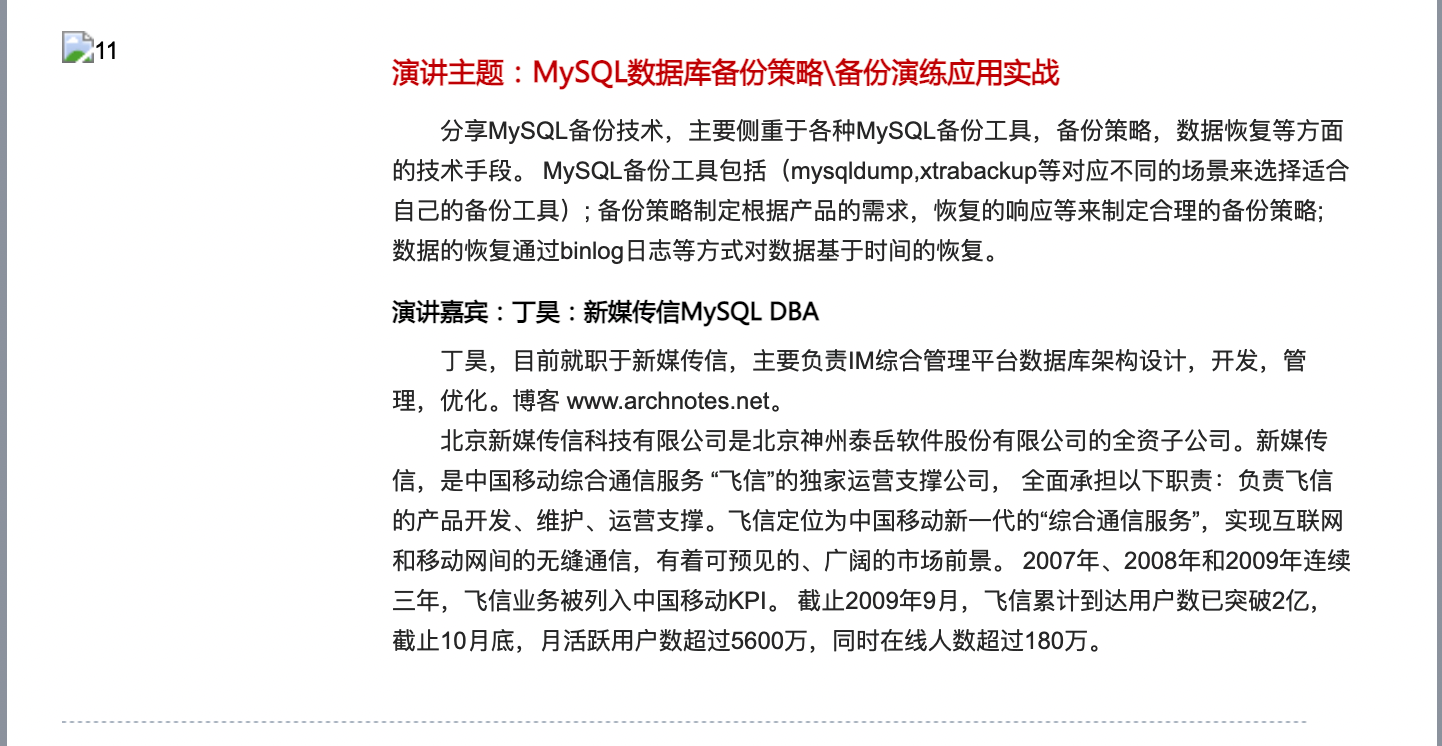 11
演讲主题：MySQL数据库备份策略\备份演练应用实战
分享MySQL备份技术，主要侧重于各种MySQL备份工具，备份策略，数据恢复等方面
的技术手段。 MySQL备份工具包括（mysqldump,xtrabackup等对应不同的场景来选择适合
自己的备份工具）; 备份策略制定根据产品的需求，恢复的响应等来制定合理的备份策略;
数据的恢复通过binlog日志等方式对数据基于时间的恢复。
演讲嘉宾：丁昊：新媒传信MySQL DBA
丁昊，目前就职于新媒传信，主要负责IM综合管理平台数据库架构设计，开发，管
理，优化。博客 www.archnotes.net。
北京新媒传信科技有限公司是北京神州泰岳软件股份有限公司的全资子公司。新媒传
信，是中国移动综合通信服务 “飞信”的独家运营支撑公司， 全面承担以下职责：负责飞信
的产品开发、维护、运营支撑。飞信定位为中国移动新一代的“综合通信服务”，实现互联网
和移动网间的无缝通信，有着可预见的、广阔的市场前景。 2007年、2008年和2009年连续
三年，飞信业务被列入中国移动KPI。 截止2009年9月，飞信累计到达用户数已突破2亿，
截止10月底，月活跃用户数超过5600万，同时在线人数超过180万。